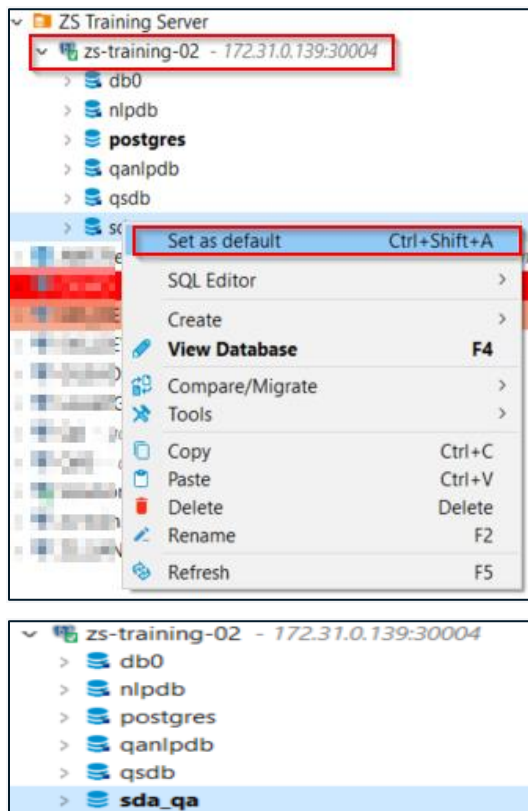 ZS Training Server
zs-training-02 - 172.31.0.139:30004
db0
nlpdb
postgres
qanlpdb
qsdb
Set as default Ctrl+Shift+A
SQL Editor
Create
View Database F4
Compare/Migrate
Tools
Copy Ctrl+C
Paste Ctrl+V
Delete Delete
Rename F2
Refresh F5
zs-training-02 - 172.31.0.139:30004
db0
nlpdb
postgres
qanlpdb
qsdb
sda_qa